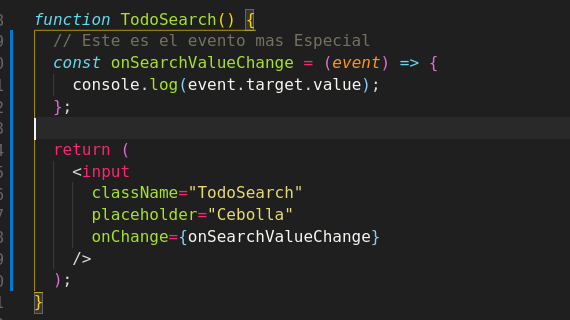 function TodoSearch() {
// Este es el evento mas Especial
const onSearchValueChange = (event) => {
console.log(event.target.value);
};
return (
<input
className="TodoSearch"
placeholder="Cebolla"
onChange={onSearchValueChange}
/>
);
}